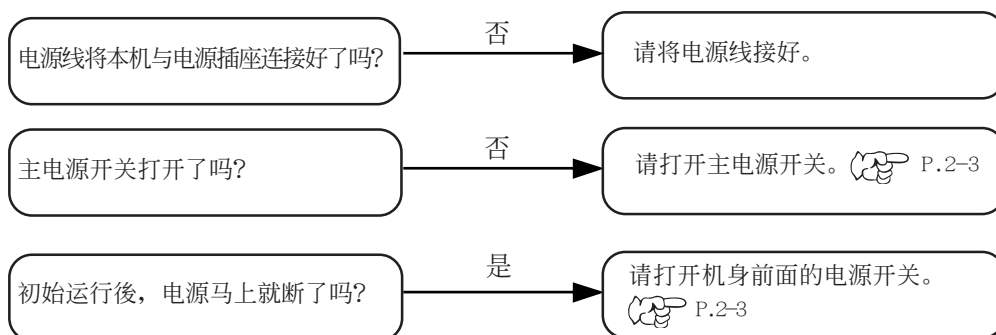 电源线将本机与电源插座连接好了吗?
否
请将电源线接好。
主电源开关打开了吗?
否
请打开主电源开关。 P.2-3
初始运行後，电源马上就断了吗?
是
请打开机身前面的电源开关。
P.2-3